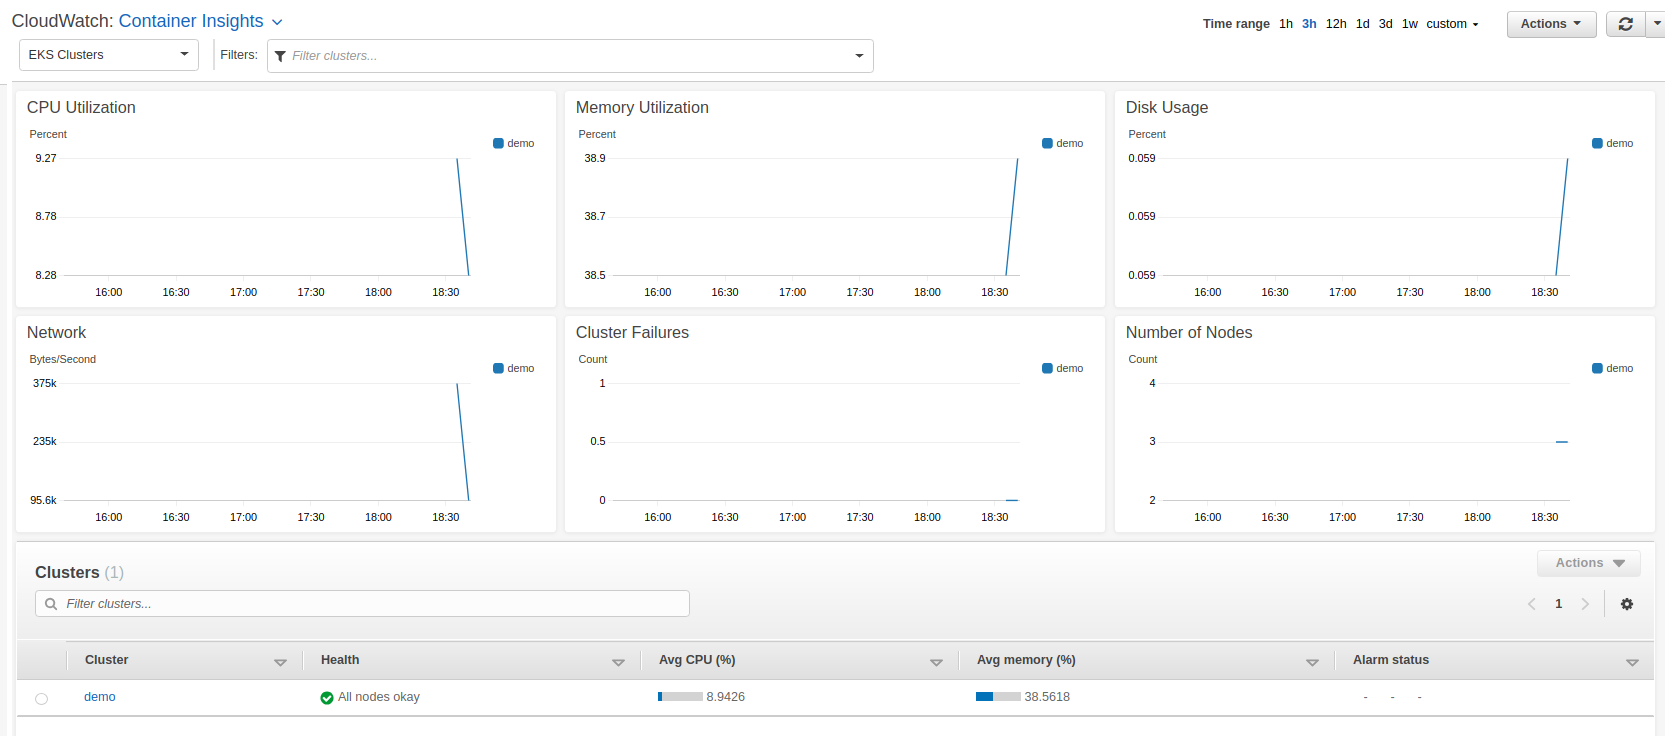 CloudWatch: Container Insights
Time range 1h 3h 12h 1d 3d 1w custom
Actions
EKS Clusters
Filters:
Filter clusters...
CPU Utilization
Percent
demo
9.27
8.78
8.28
16:00 16:30 17:00 17:30 18:00 18:30
Memory Utilization
Percent
demo
38.9
38.7
38.5
16:00 16:30 17:00 17:30 18:00 18:30
Disk Usage
Percent
demo
0.059
0.059
0.059
16:00 16:30 17:00 17:30 18:00 18:30
Network
Bytes/Second
demo
375k
235k
95.6k
16:00 16:30 17:00 17:30 18:00 18:30
Cluster Failures
Count
demo
1
0.5
0
16:00 16:30 17:00 17:30 18:00 18:30
Number of Nodes
Count
demo
4
3
2
16:00 16:30 17:00 17:30 18:00 18:30
Clusters (1)
Actions
Filter clusters...
1
Cluster Health Avg CPU (%) Avg memory (%) Alarm status
demo All nodes okay 8.9426 38.5618 - - -